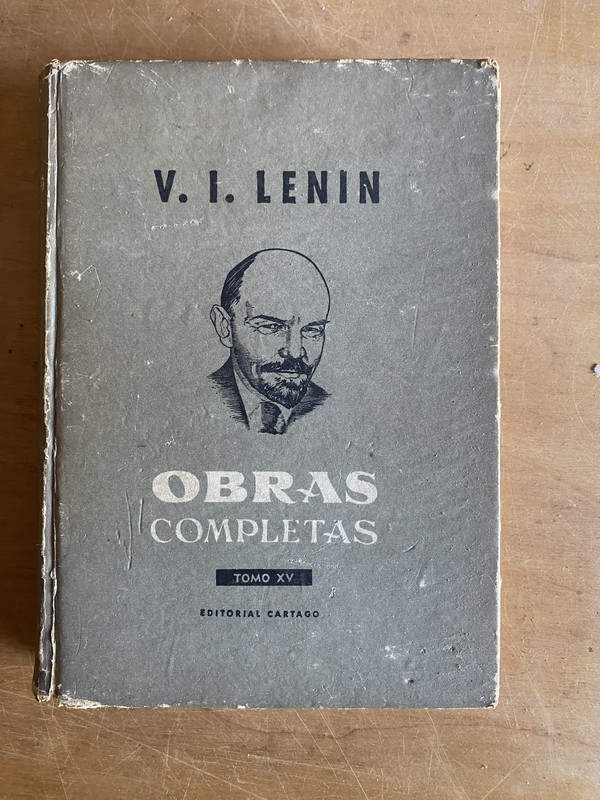 V. I. LENIN
OBRAS
COMPLETAS
TOMO XV
EDITORIAL CARTAGO